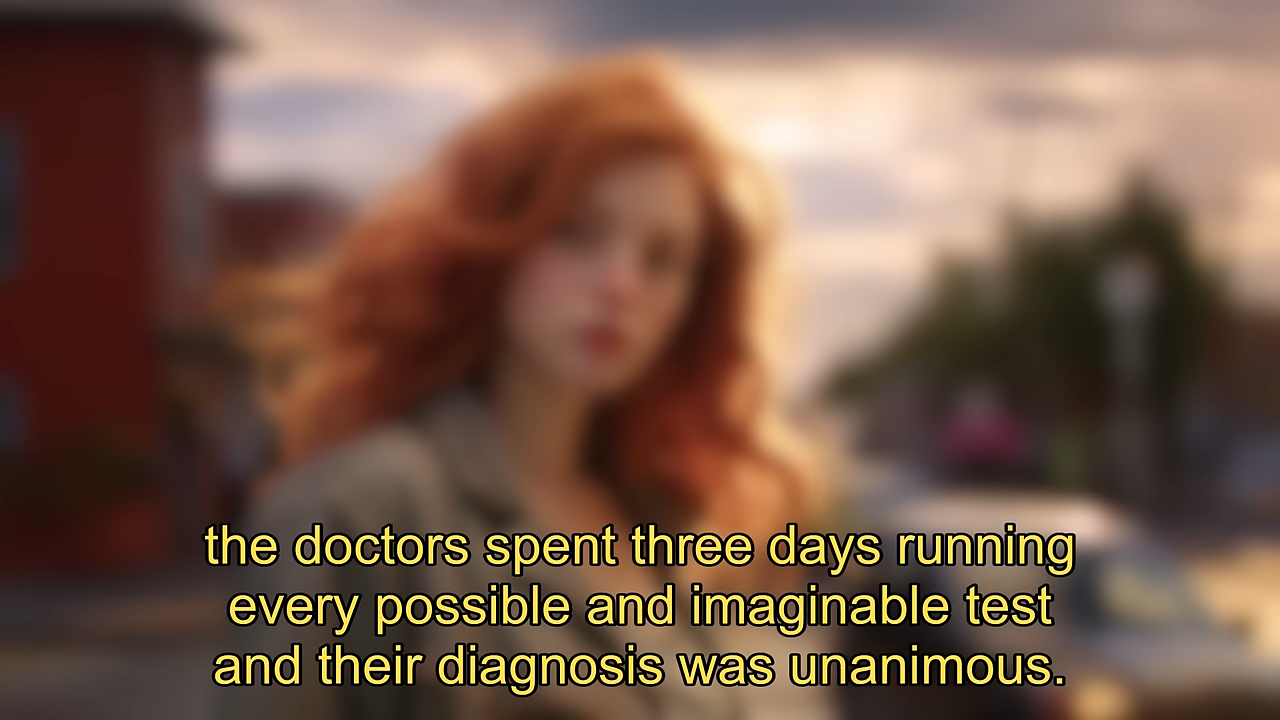 the doctors spent three days running
every possible and imaginable test
and their diagnosis was unanimous.